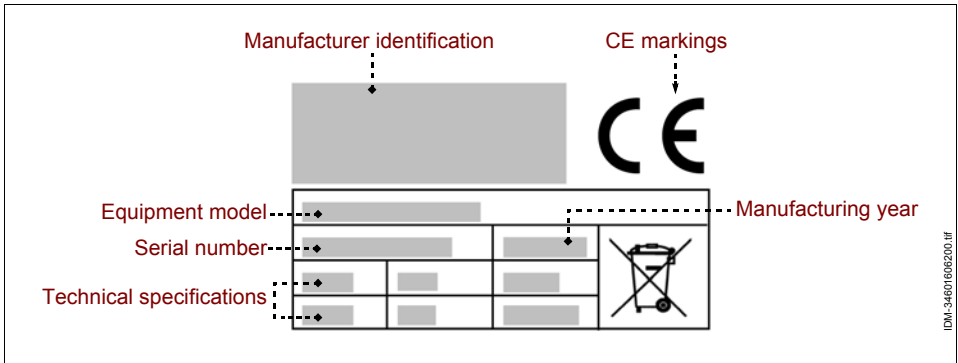 Manufacturer identification
CE markings
CE
Equipment model
Manufacturing year
Serial number
Technical specifications
IDM-34601606200.tif